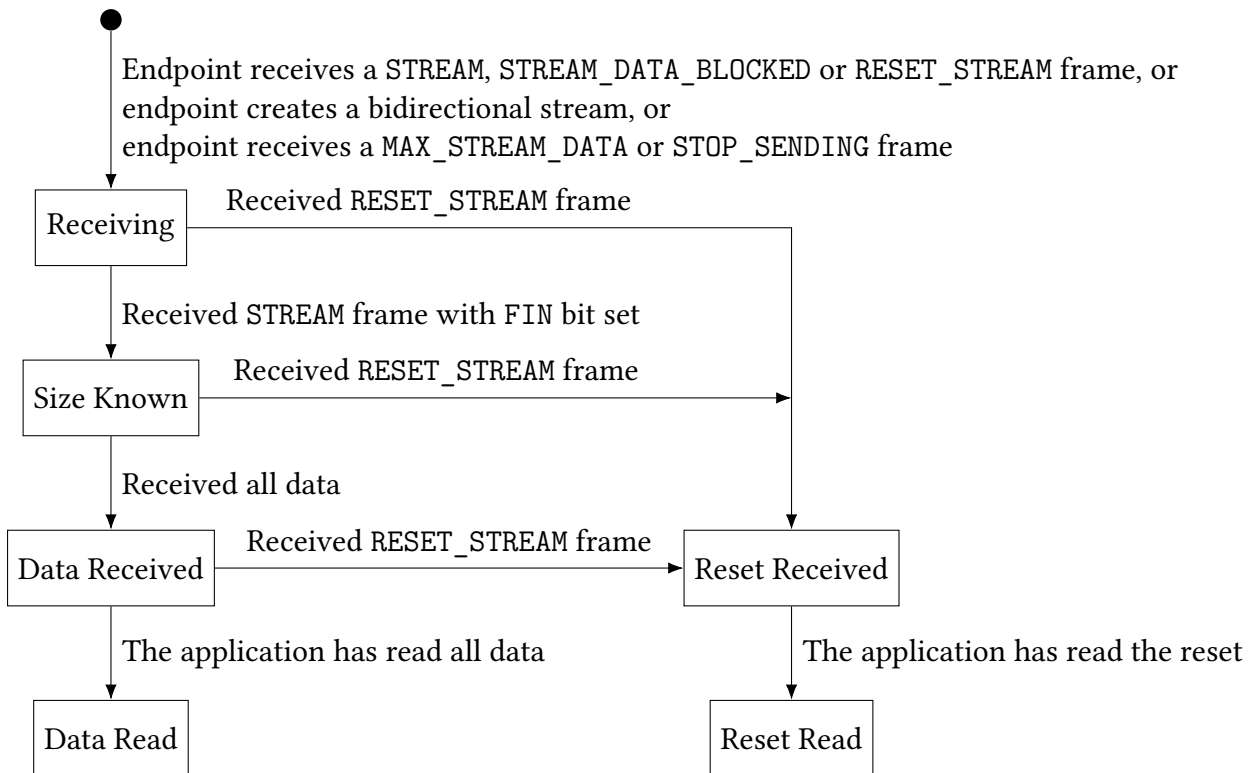 Endpoint receives a STREAM, STREAM_DATA_BLOCKED or RESET_STREAM frame, or
endpoint creates a bidirectional stream, or
endpoint receives a MAX_STREAM_DATA or STOP_SENDING frame
Receiving
Received RESET_STREAM frame
Received STREAM frame with FIN bit set
Size Known
Received RESET_STREAM frame
Received all data
Data Received
Received RESET_STREAM frame
Reset Received
The application has read all data
The application has read the reset
Data Read
Reset Read